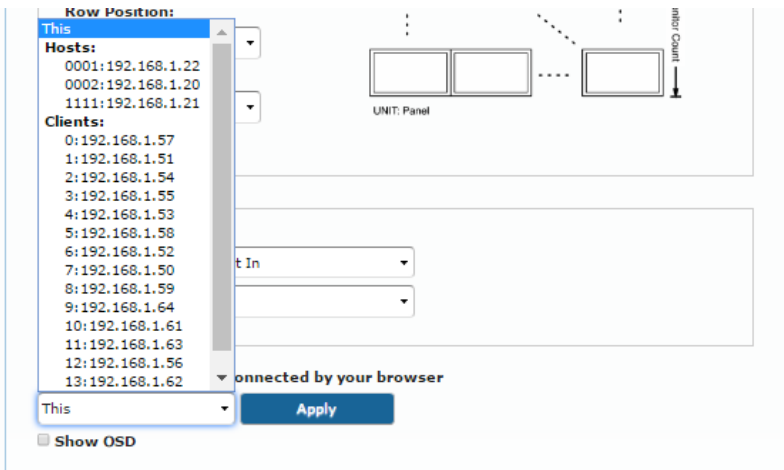 Row Position:
This
Hosts:
0001:192.168.1.22
0002:192.168.1.20
1111:192.168.1.21
Clients:
0:192.168.1.57
1:192.168.1.51
2:192.168.1.54
3:192.168.1.55
4:192.168.1.53
5:192.168.1.58
6:192.168.1.52
7:192.168.1.50
8:192.168.1.59
9:192.168.1.64
10:192.168.1.61
11:192.168.1.63
12:192.168.1.56
13:192.168.1.62
UNIT: Panel
Count
t In
onnected by your browser
This
Apply
Show OSD